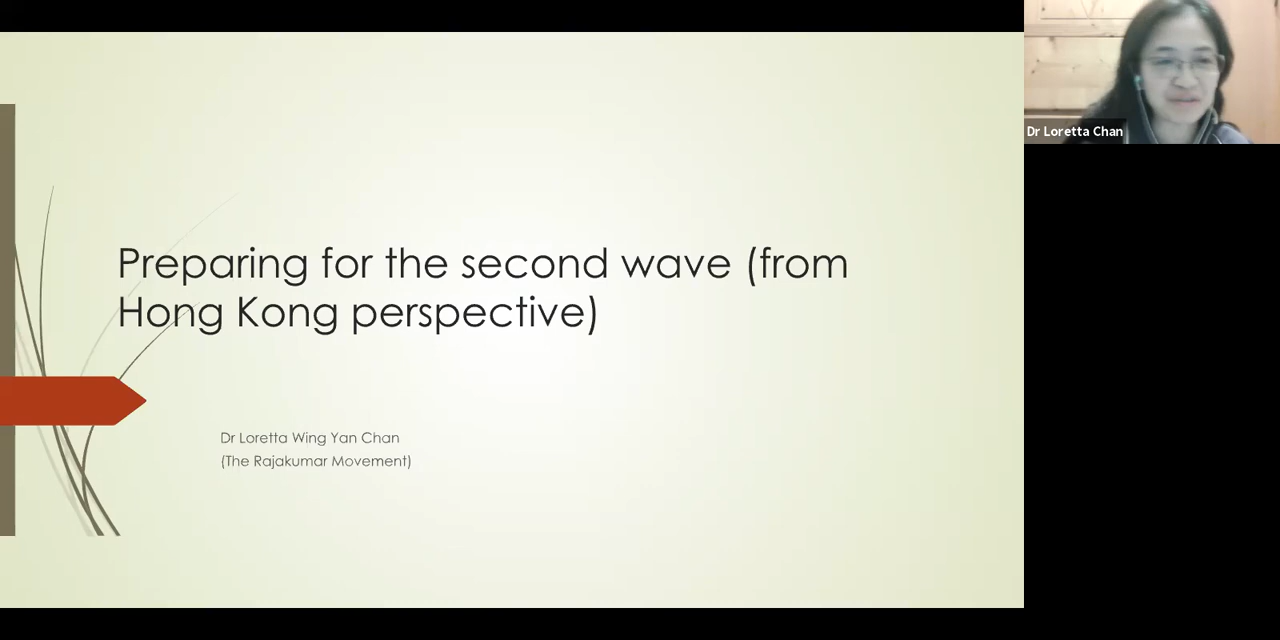 Preparing for the second wave (from
Hong Kong perspective)
Dr Loretta Wing Yan Chan
(The Rajakumar Movement)
Dr Loretta Chan